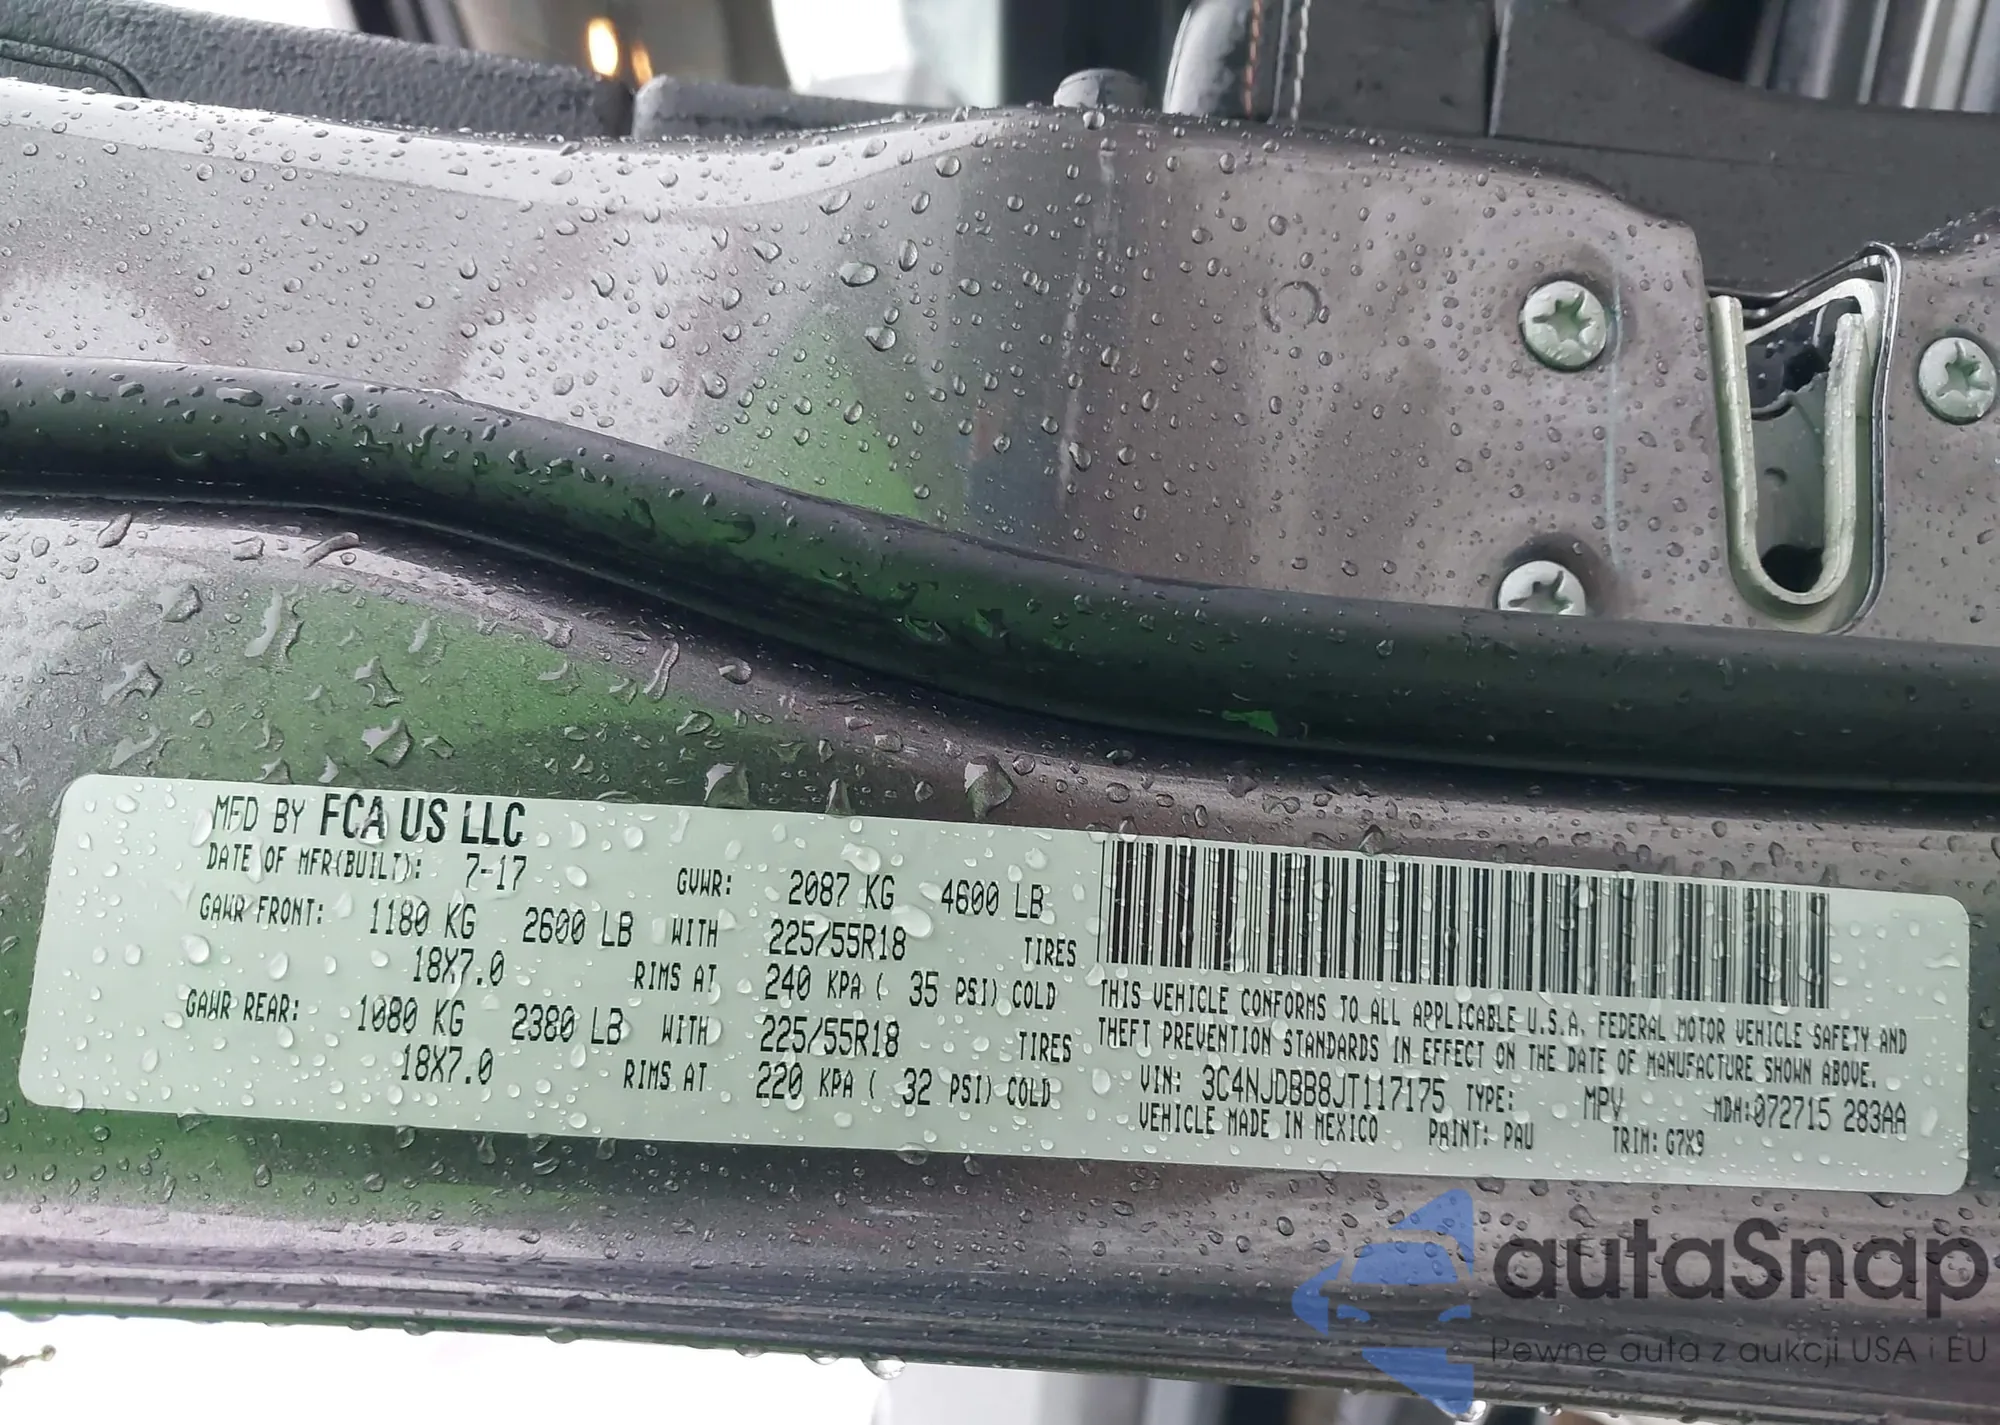 MFD BY FCA US LLC
DATE OF MFR(BUILT): 7-17 GVWR: 2087 KG 4600 LB
GAWR FRONT: 1180 KG 2600 LB WITH 225/55R18 TIRES
18X7.0 RIMS AT 240 KPA ( 35 PSI) COLD
GAWR REAR: 1080 KG 2380 LB WITH 225/55R18 TIRES
18X7.0 RIMS AT 220 KPA ( 32 PSI) COLD
THIS VEHICLE CONFORMS TO ALL APPLICABLE U.S.A. FEDERAL MOTOR VEHICLE SAFETY AND
THEFT PREVENTION STANDARDS IN EFFECT ON THE DATE OF MANUFACTURE SHOWN ABOVE.
VIN: 3C4NJDBB8JT117175 TYPE: MPV MDH:072715 283AA
VEHICLE MADE IN MEXICO PAINT: PAU TRIM: G7X9
autaSnap
Pewne auta z aukcji USA i EU